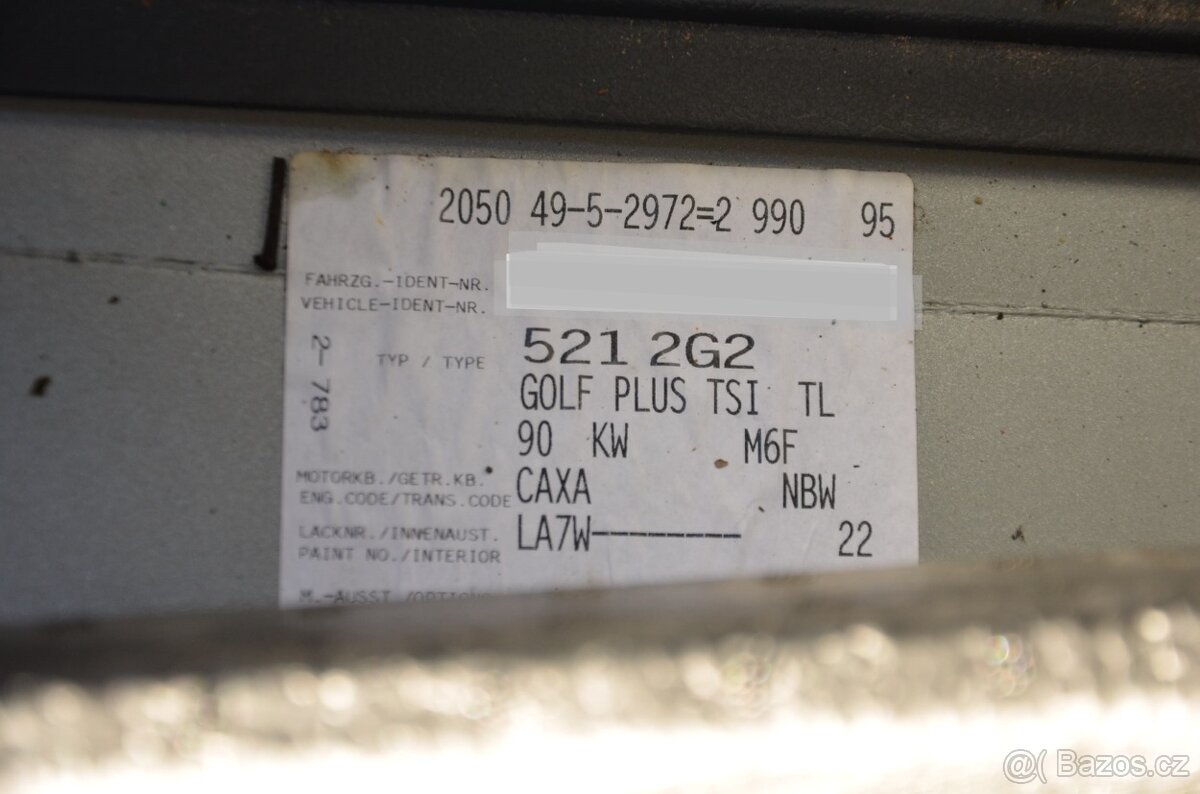 2050 49-5-2972=2 990 95
FAHRZG.-IDENT-NR.
VEHICLE-IDENT-NR.
2- 783
TYP / TYPE 521 2G2
GOLF PLUS TSI TL
90 KW M6F
MOTORKB./GETR.KB. CAXA NBW
ENG.CODE/TRANS.CODE
LACKNR./INNENAUST. LA7W--------- 22
PAINT NO./INTERIOR
M.-AUSST./OPTIONS
@( Bazos.cz